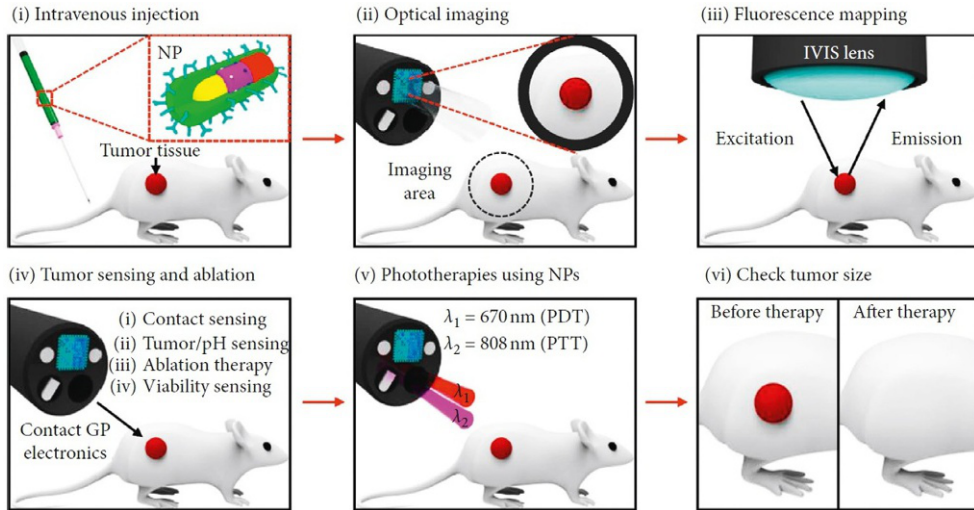 (i) Intravenous injection
NP
Tumor tissue
(ii) Optical imaging
Imaging
area
(iii) Fluorescence mapping
IVIS lens
Excitation
Emission
(iv) Tumor sensing and ablation
(i) Contact sensing
(ii) Tumor/pH sensing
(iii) Ablation therapy
(iv) Viability sensing
Contact GP
electronics
(v) Phototherapies using NPs
λ₁ = 670 nm (PDT)
λ₂ = 808 nm (PTT)
λ₁
λ₂
(vi) Check tumor size
Before therapy
After therapy